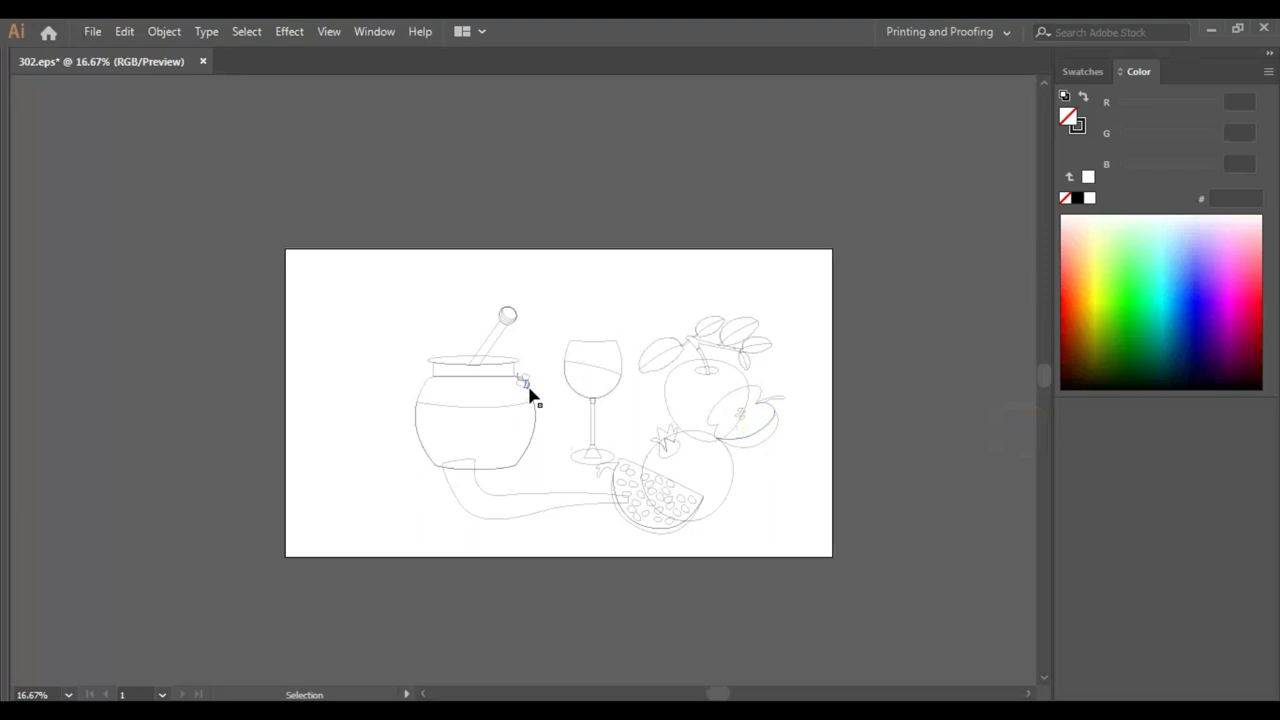 Ai File Edit Object Type Select Effect View Window Help Printing and Proofing Search Adobe Stock
302.eps* @ 16.67% (RGB/Preview) ×
Swatches Color
R
G
B
#
16.67% 1 Selection